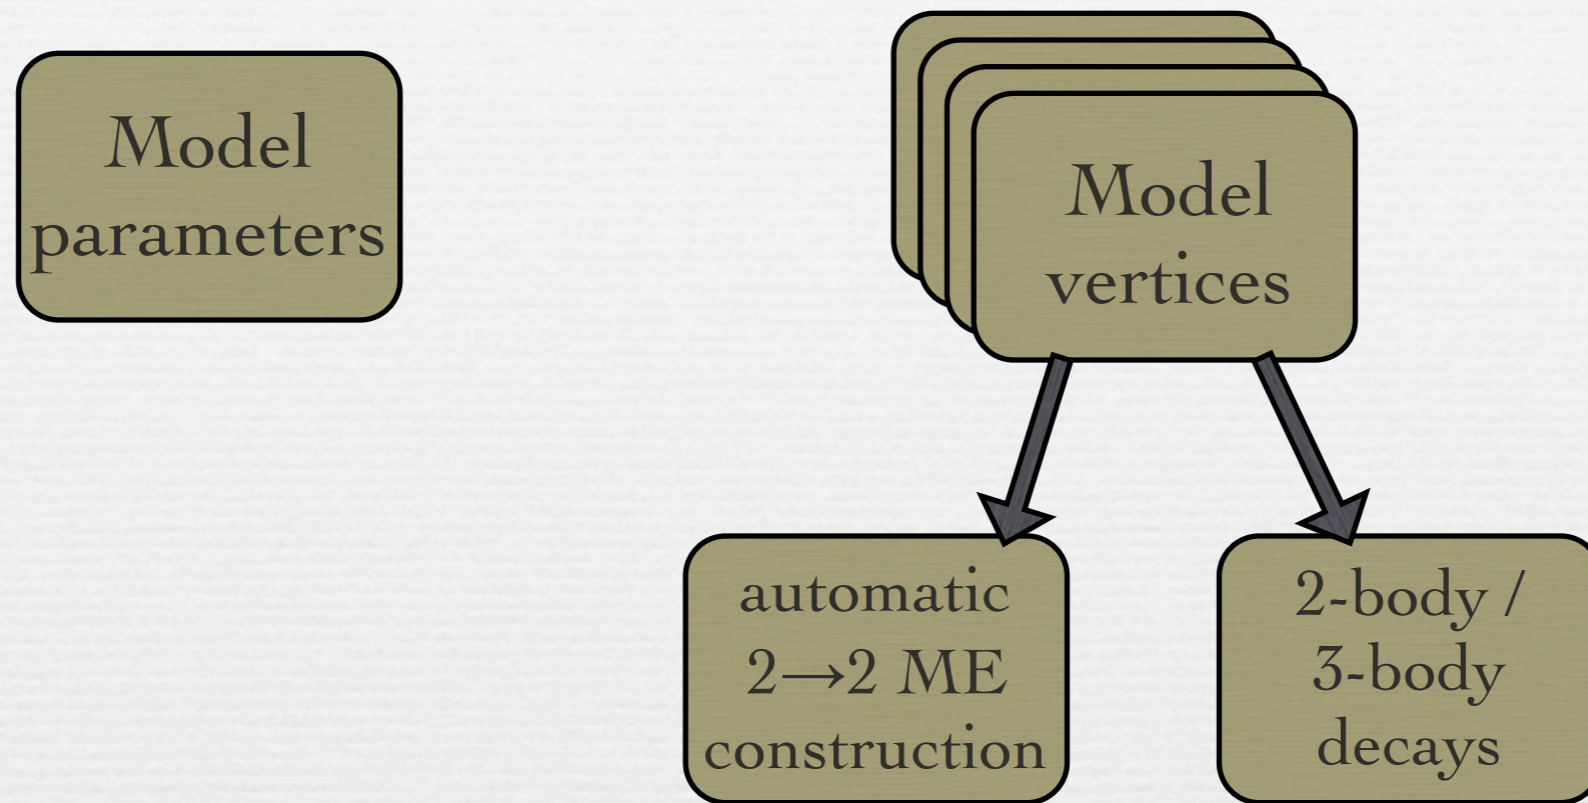 Model
parameters
Model
vertices
automatic
2→2 ME
construction
2-body /
3-body
decays